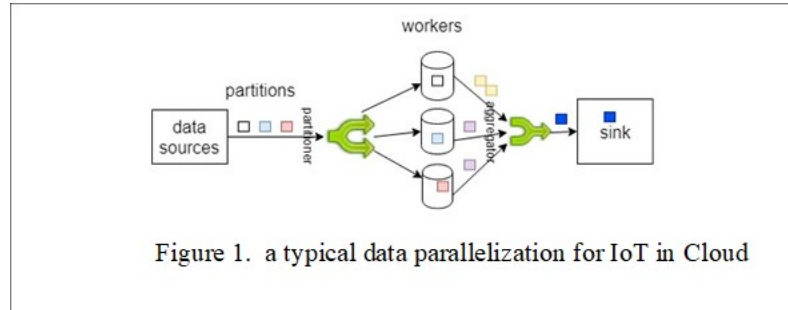 workers
partitions
data
sources
partitioner
aggregator
sink
Figure 1. a typical data parallelization for IoT in Cloud